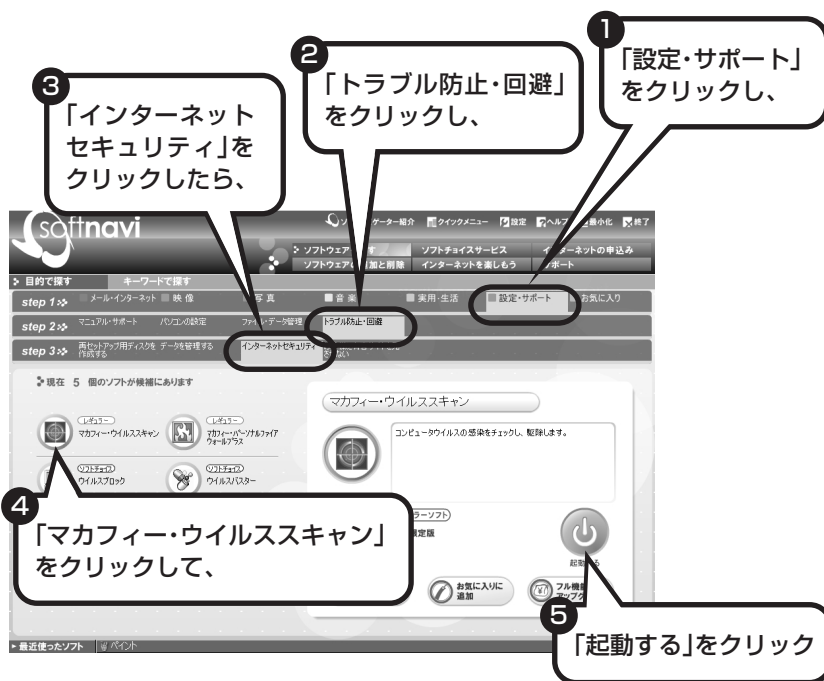 1
「設定・サポート」
をクリックし、
2
「トラブル防止・回避」
をクリックし、
3
「インターネット
セキュリティ」を
クリックしたら、
softnavi
クイックメニュー 設定 最小化 終了
ソフトチョイスサービス
インターネットを楽しもう
目的で探す キーワードで探す
step 1 メール・インターネット 映像 写真 音楽 実用・生活 設定・サポート お気に入り
step 2 マニュアル・サポート パソコンの設定 ファイル・データ管理 トラブル防止・回避
step 3 再セットアップ用ディスクを作成する データを管理する インターネットセキュリティ
現在 5 個のソフトが候補にあります
レギュラー
マカフィー・ウイルススキャン
レギュラー
マカフィー・パーソナルファイア
ウォールプラス
ソフトチョイス
ウイルスブロック
ソフトチョイス
ウイルスバスター
マカフィー・ウイルススキャン
コンピュータウイルスの感染をチェックし、駆除します。
お気に入りに
追加
4
「マカフィー・ウイルススキャン」
をクリックして、
5
「起動する」をクリック
最近使ったソフト ペイント